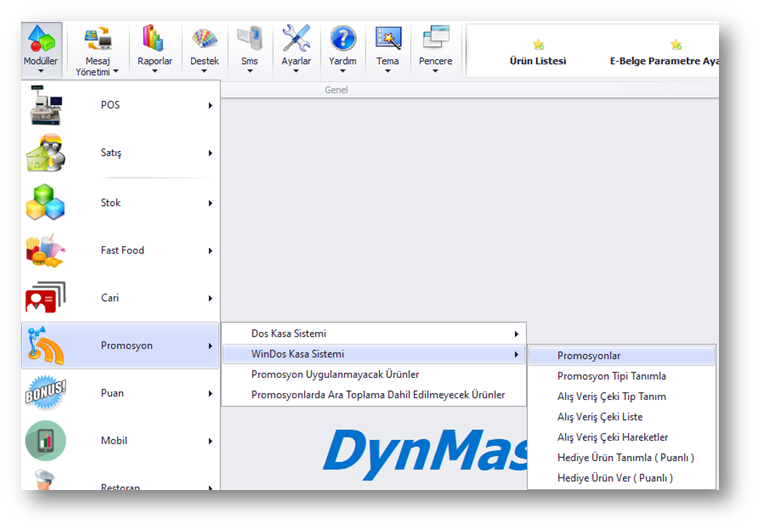 Modüller
Mesaj
Yönetimi
Raporlar
Destek
Sms
Ayarlar
Yardım
Tema
Pencere
Ürün Listesi
E-Belge Parametre Aya
Genel
POS
Satış
Stok
Fast Food
Cari
Promosyon
Dos Kasa Sistemi
WinDos Kasa Sistemi
Promosyon Uygulanmayacak Ürünler
Promosyonlarda Ara Toplama Dahil Edilmeyecek Ürünler
Promosyonlar
Promosyon Tipi Tanımla
Alış Veriş Çeki Tip Tanım
Alış Veriş Çeki Liste
Alış Veriş Çeki Hareketler
Hediye Ürün Tanımla ( Puanlı )
Hediye Ürün Ver ( Puanlı )
BONUS!
Puan
Mobil
Restoran
DynMas